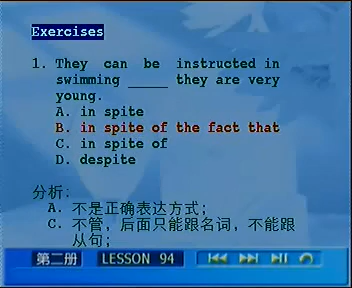 Exercises
1. They can be instructed in
swimming _____ they are very
young.
A. in spite
B. in spite of the fact that
C. in spite of
D. despite
分析:
A. 不是正确表达方式;
C. 不管, 后面只能跟名词, 不能跟
从句;
第二册 LESSON 94